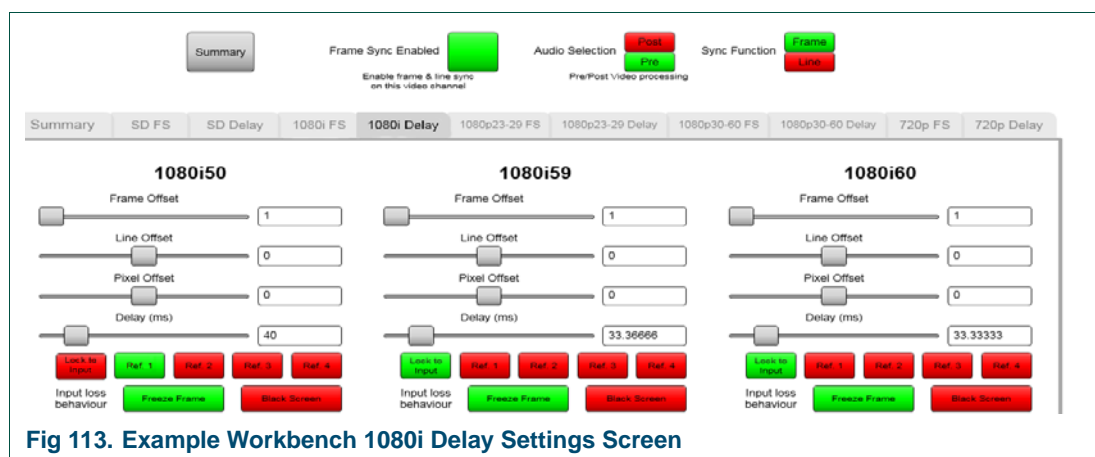 Summary
Frame Sync Enabled
Enable frame & line sync
on this video channel
Audio Selection
Post
Pre
Pre/Post Video processing
Sync Function
Frame
Line
Summary SD FS SD Delay 1080i FS 1080i Delay 1080p23-29 FS 1080p23-29 Delay 1080p30-60 FS 1080p30-60 Delay 720p FS 720p Delay
1080i50 1080i59 1080i60
Frame Offset Frame Offset Frame Offset
1 1 1
Line Offset Line Offset Line Offset
0 0 0
Pixel Offset Pixel Offset Pixel Offset
0 0 0
Delay (ms) Delay (ms) Delay (ms)
40 33.36666 33.33333
Lock to Input Ref. 1 Ref. 2 Ref. 3 Ref. 4 Lock to Input Ref. 1 Ref. 2 Ref. 3 Ref. 4 Lock to Input Ref. 1 Ref. 2 Ref. 3 Ref. 4
Input loss behaviour Freeze Frame Black Screen Input loss behaviour Freeze Frame Black Screen Input loss behaviour Freeze Frame Black Screen
Fig 113. Example Workbench 1080i Delay Settings Screen